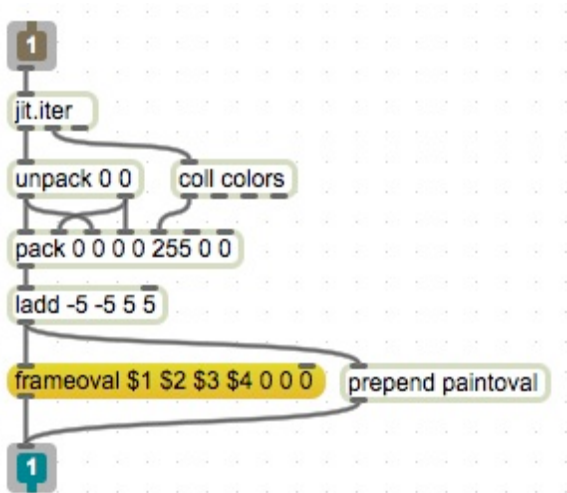 1
jit.iter
unpack 0 0
coll colors
pack 0 0 0 0 255 0 0
ladd -5 -5 5 5
frameoval $1 $2 $3 $4 0 0 0
prepend paintoval
1